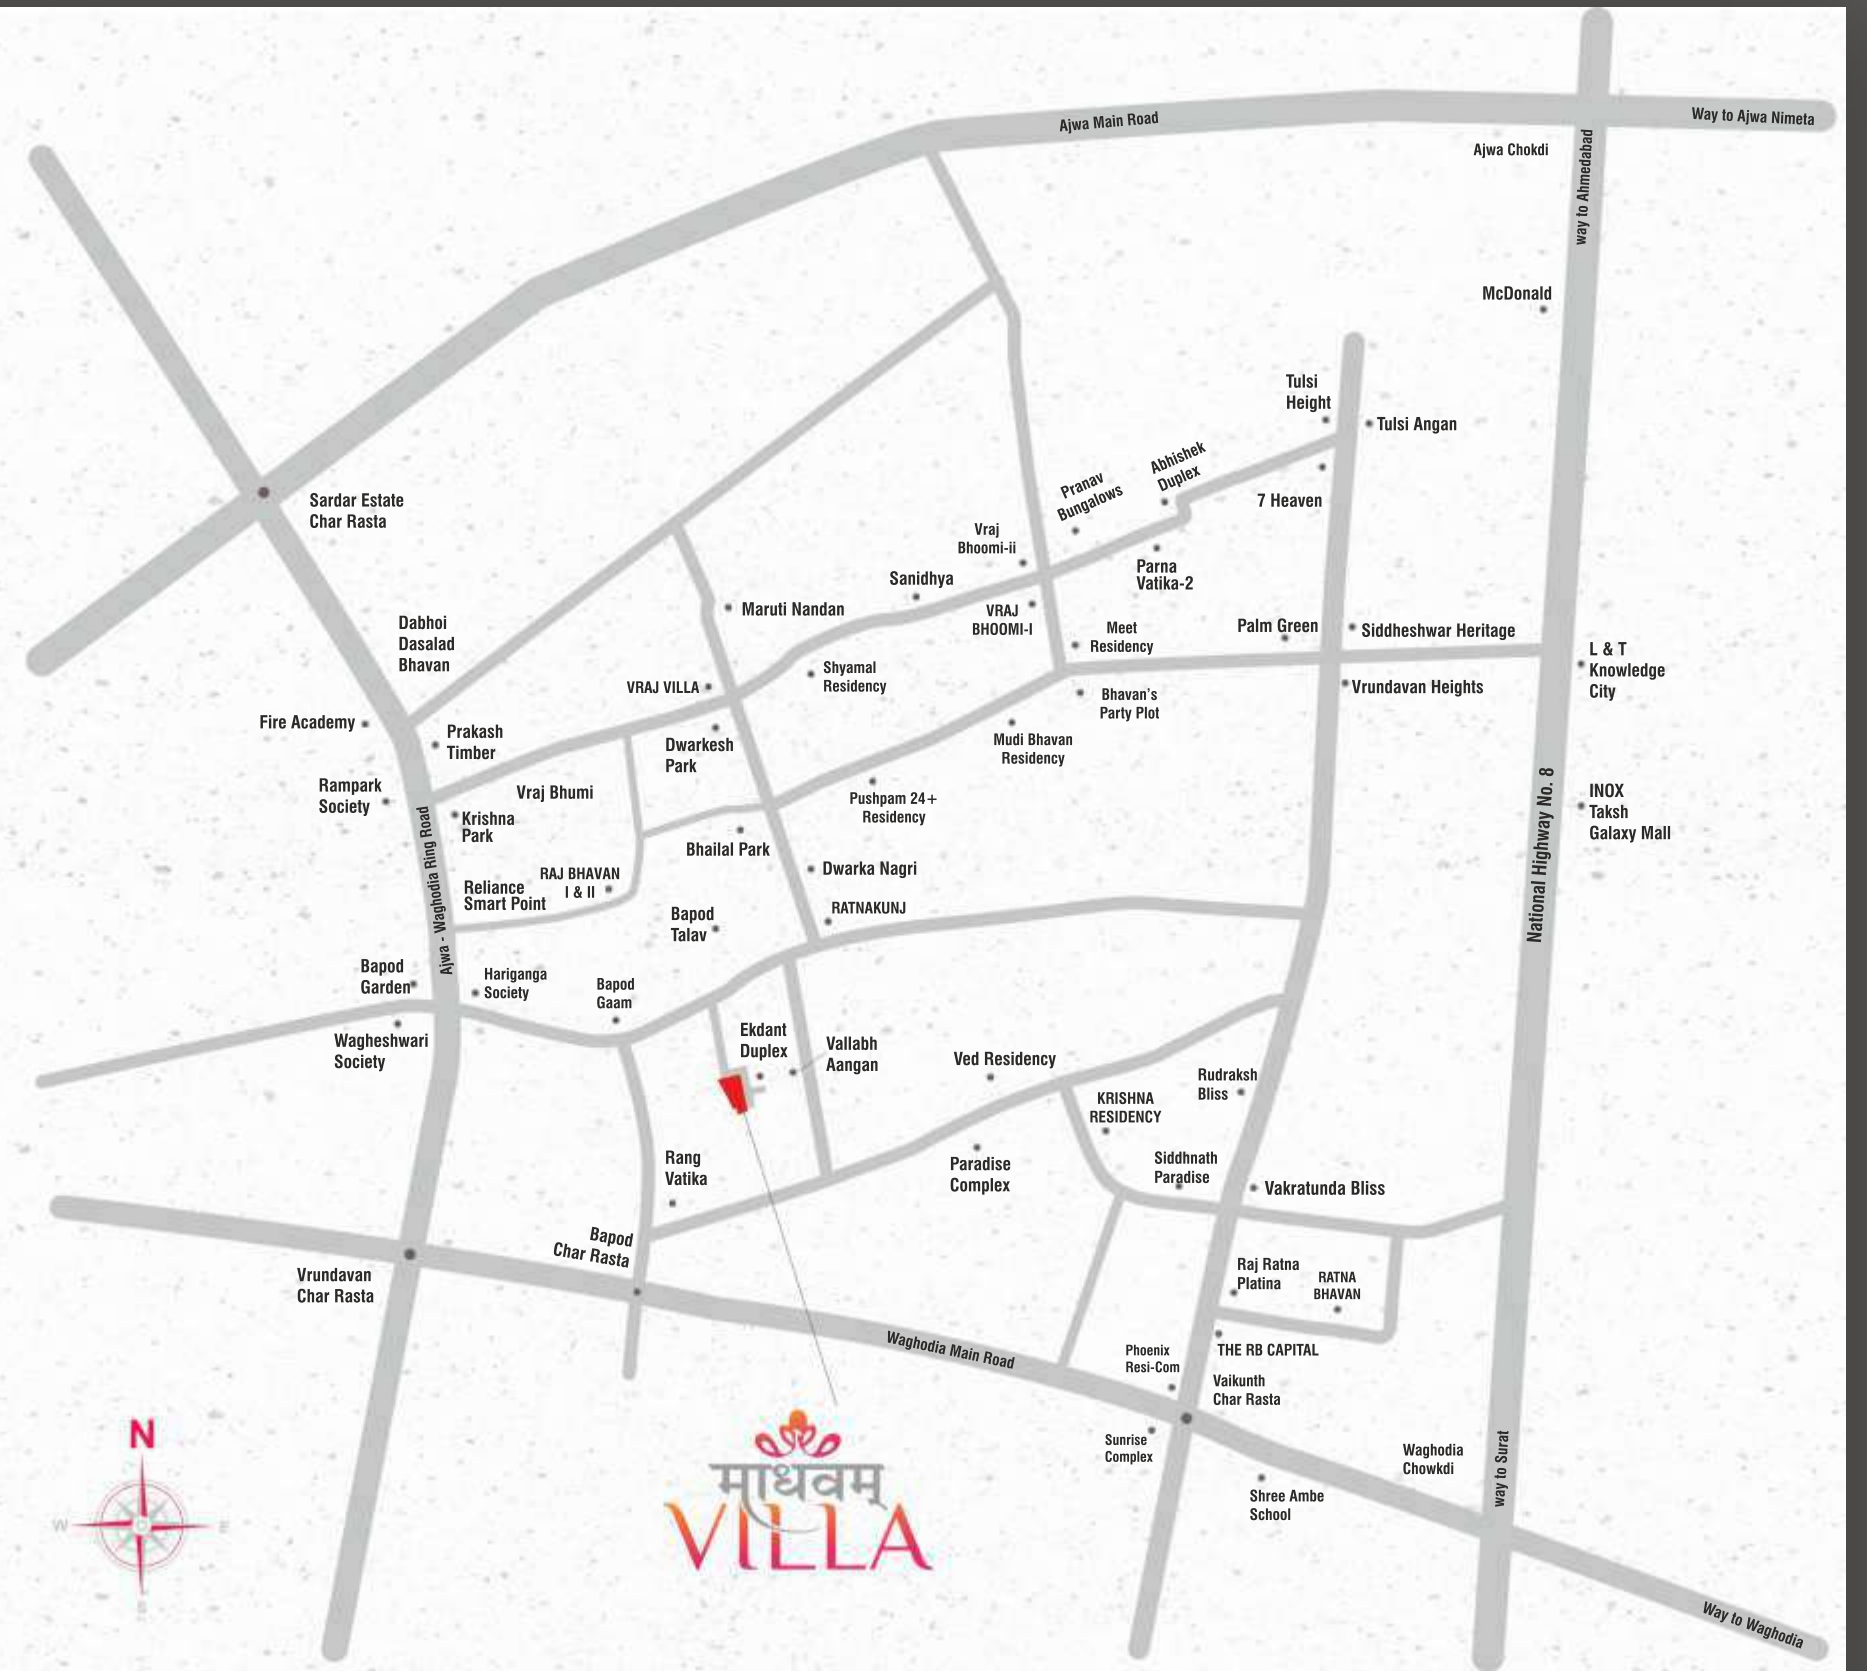 Ajwa Main Road
Way to Ajwa Nimeta
Ajwa Chokdi
way to Ahmedabad
McDonald
Tulsi
Height
Tulsi Angan
Abhishek
Duplex
Pranav
Bungalows
7 Heaven
Sardar Estate
Char Rasta
Vraj
Bhoomi-ii
Parna
Vatika-2
Sanidhya
Maruti Nandan
VRAJ
BHOOMI-I
Meet
Residency
Palm Green
Siddheshwar Heritage
Dabhoi
Dasalad
Bhavan
L & T
Knowledge
City
Shyamal
Residency
VRAJ VILLA
Vrundavan Heights
Bhavan's
Party Plot
Fire Academy
Prakash
Timber
Dwarkesh
Park
Mudi Bhavan
Residency
Rampark
Society
Vraj Bhumi
Krishna
Park
Pushpam 24+
Residency
INOX
Taksh
Galaxy Mall
National Highway No. 8
Ajwa - Waghodia Ring Road
Bhailal Park
Dwarka Nagri
RAJ BHAVAN
I & II
Reliance
Smart Point
RATNAKUNJ
Bapod
Talav
Bapod
Garden
Hariganga
Society
Bapod
Gaam
Wagheshwari
Society
Ekdant
Duplex
Vallabh
Aangan
Ved Residency
Rudraksh
Bliss
KRISHNA
RESIDENCY
Rang
Vatika
Paradise
Complex
Siddhnath
Paradise
Vakratunda Bliss
Bapod
Char Rasta
Vrundavan
Char Rasta
Raj Ratna
Platina
RATNA
BHAVAN
Waghodia Main Road
THE RB CAPITAL
Phoenix
Resi-Com
Vaikunth
Char Rasta
Sunrise
Complex
Waghodia
Chowkdi
way to Surat
Shree Ambe
School
Way to Waghodia
N
W
E
S
माधवम्
VILLA